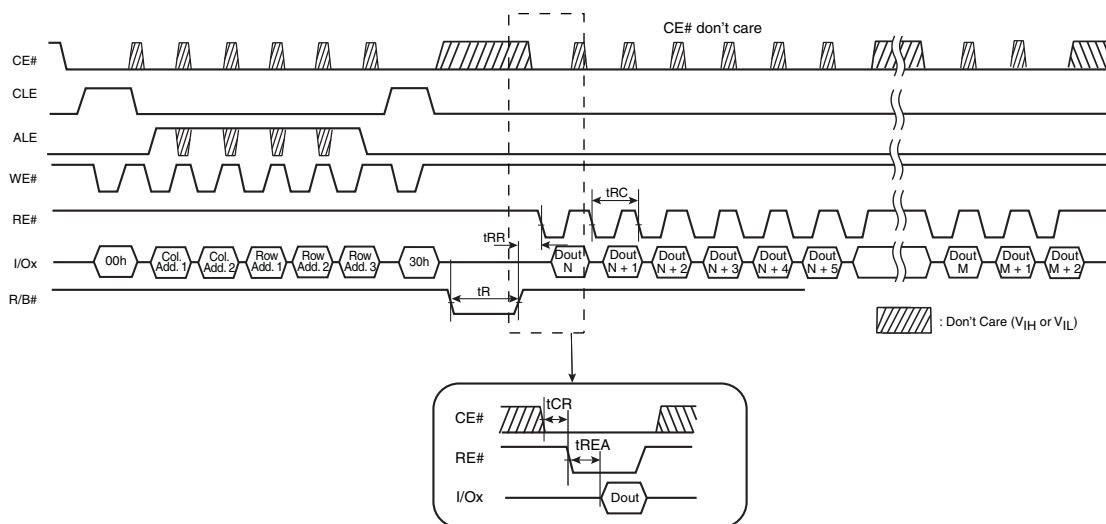 CE# don't care
CE#
CLE
ALE
WE#
tRC
RE#
tRR
I/Ox
00h
Col. Add. 1
Col. Add. 2
Row Add. 1
Row Add. 2
Row Add. 3
30h
Dout N
Dout N + 1
Dout N + 2
Dout N + 3
Dout N + 4
Dout N + 5
Dout M
Dout M + 1
Dout M + 2
tR
R/B#
: Don't Care (VIH or VIL)
tCR
CE#
tREA
RE#
I/Ox
Dout